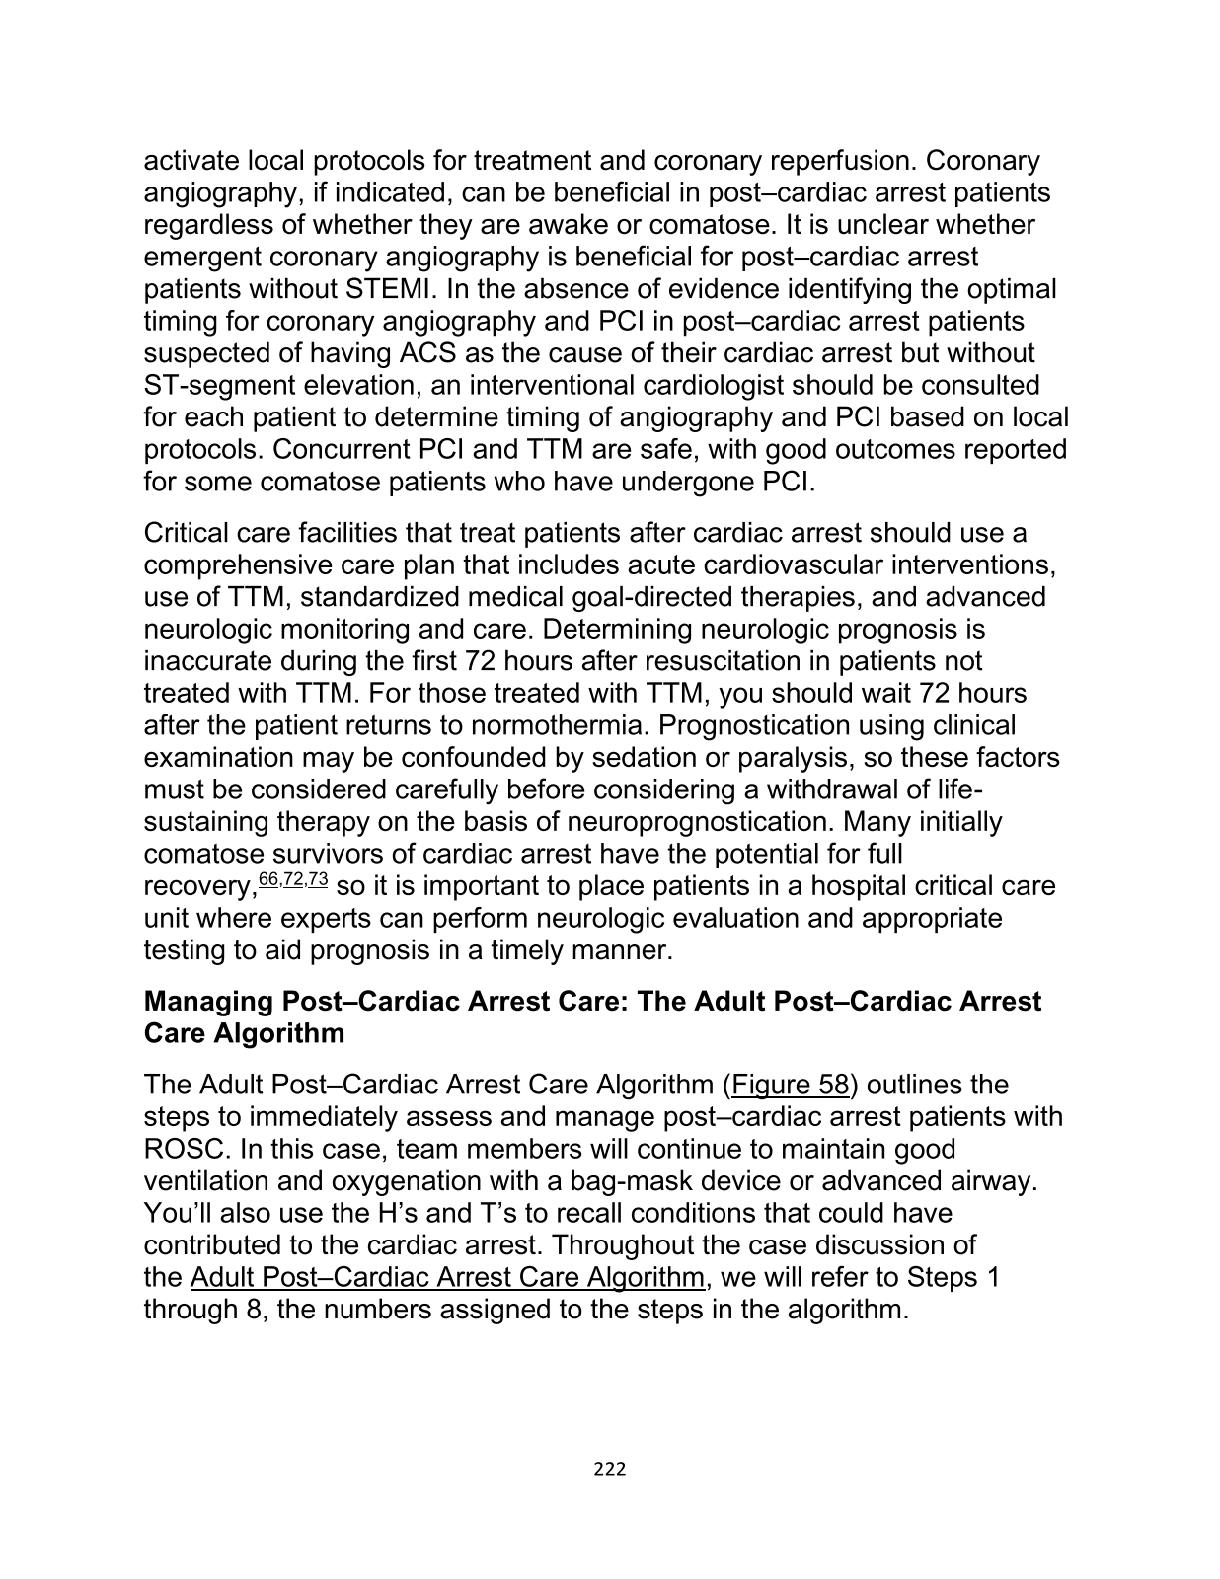 activate local protocols for treatment and coronary reperfusion. Coronary
angiography, if indicated, can be beneficial in post–cardiac arrest patients
regardless of whether they are awake or comatose. It is unclear whether
emergent coronary angiography is beneficial for post–cardiac arrest
patients without STEMI. In the absence of evidence identifying the optimal
timing for coronary angiography and PCI in post–cardiac arrest patients
suspected of having ACS as the cause of their cardiac arrest but without
ST-segment elevation, an interventional cardiologist should be consulted
for each patient to determine timing of angiography and PCI based on local
protocols. Concurrent PCI and TTM are safe, with good outcomes reported
for some comatose patients who have undergone PCI.
Critical care facilities that treat patients after cardiac arrest should use a
comprehensive care plan that includes acute cardiovascular interventions,
use of TTM, standardized medical goal-directed therapies, and advanced
neurologic monitoring and care. Determining neurologic prognosis is
inaccurate during the first 72 hours after resuscitation in patients not
treated with TTM. For those treated with TTM, you should wait 72 hours
after the patient returns to normothermia. Prognostication using clinical
examination may be confounded by sedation or paralysis, so these factors
must be considered carefully before considering a withdrawal of life-
sustaining therapy on the basis of neuroprognostication. Many initially
comatose survivors of cardiac arrest have the potential for full
recovery,66,72,73 so it is important to place patients in a hospital critical care
unit where experts can perform neurologic evaluation and appropriate
testing to aid prognosis in a timely manner.
Managing Post–Cardiac Arrest Care: The Adult Post–Cardiac Arrest
Care Algorithm
The Adult Post–Cardiac Arrest Care Algorithm (Figure 58) outlines the
steps to immediately assess and manage post–cardiac arrest patients with
ROSC. In this case, team members will continue to maintain good
ventilation and oxygenation with a bag-mask device or advanced airway.
You’ll also use the H’s and T’s to recall conditions that could have
contributed to the cardiac arrest. Throughout the case discussion of
the Adult Post–Cardiac Arrest Care Algorithm, we will refer to Steps 1
through 8, the numbers assigned to the steps in the algorithm.
222